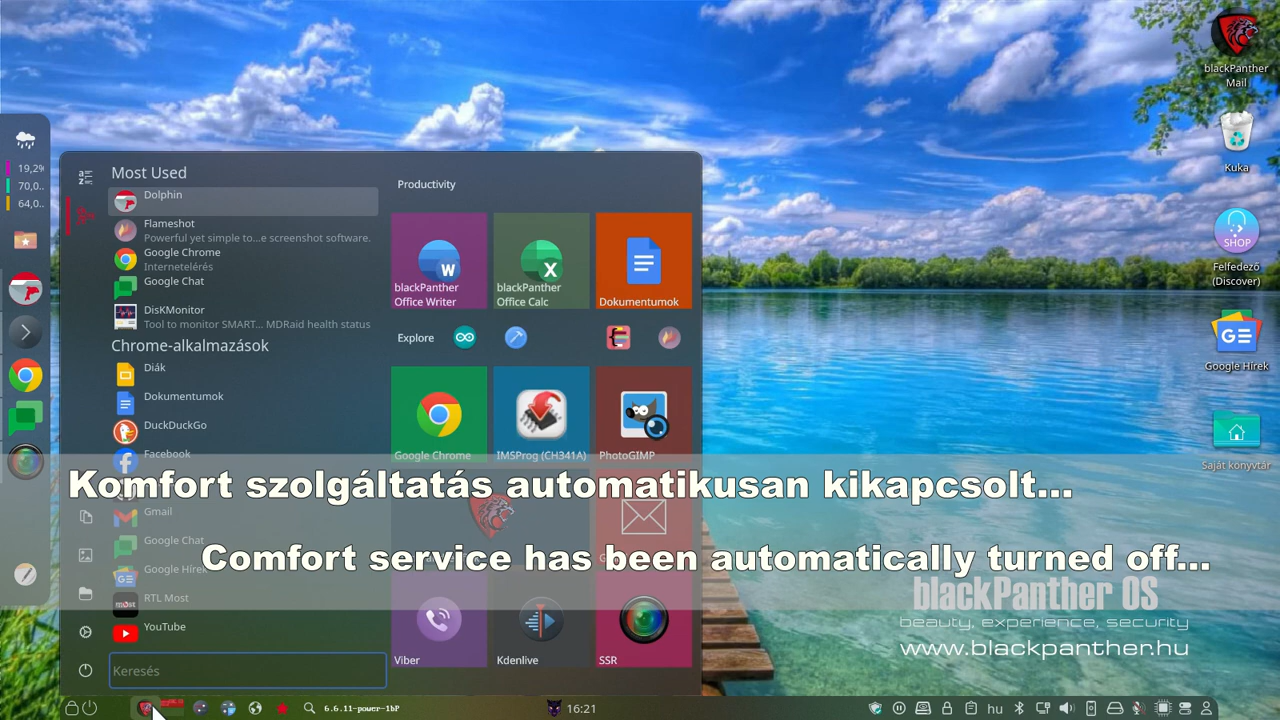 blackPanther
Mail
Kuka
SHOP
Felfedező
(Discover)
Google Hírek
Saját könyvtár
19,2%
70,0..
64,0..
Most Used
Dolphin
Flameshot
Powerful yet simple to...e screenshot software.
Google Chrome
Internetelérés
Google Chat
DisKMonitor
Tool to monitor SMART... MDRaid health status
Chrome-alkalmazások
Diák
Dokumentumok
DuckDuckGo
Facebook
Gmail
Google Chat
Google Hírek
RTL Most
YouTube
Keresés
Productivity
blackPanther
Office Writer
blackPanther
Office Calc
Dokumentumok
Explore
Google Chrome
IMSProg (CH341A)
PhotoGIMP
Viber
Kdenlive
SSR
Komfort szolgáltatás automatikusan kikapcsolt...
Comfort service has been automatically turned off...
blackPanther OS
beauty, experience, security
www.blackpanther.hu
6.6.11-power-1bP
16:21
hu